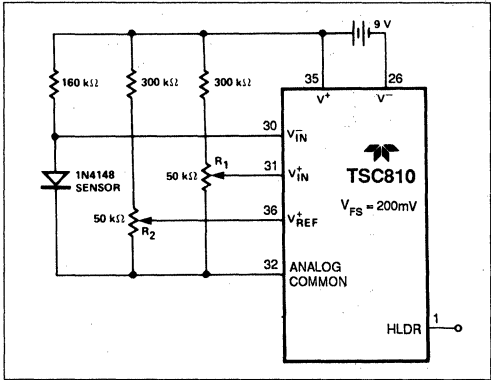 9 V
160 kΩ
300 kΩ
300 kΩ
35
26
V+
V−
30
V−IN
R1
31
V+IN
TSC810
1N4148
SENSOR
50 kΩ
VFS = 200mV
50 kΩ
36
V+REF
R2
32
ANALOG
COMMON
HLDR
1